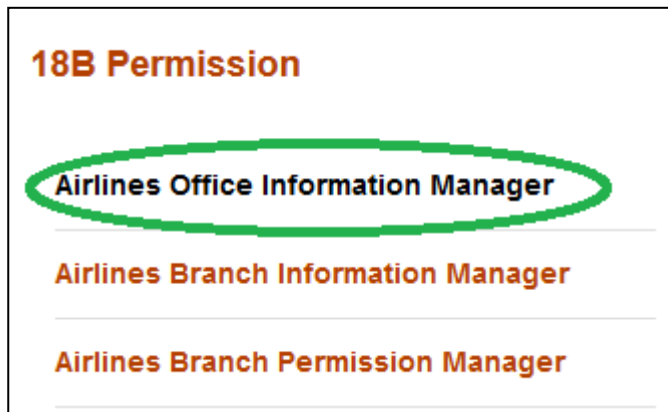 18B Permission
Airlines Office Information Manager
Airlines Branch Information Manager
Airlines Branch Permission Manager